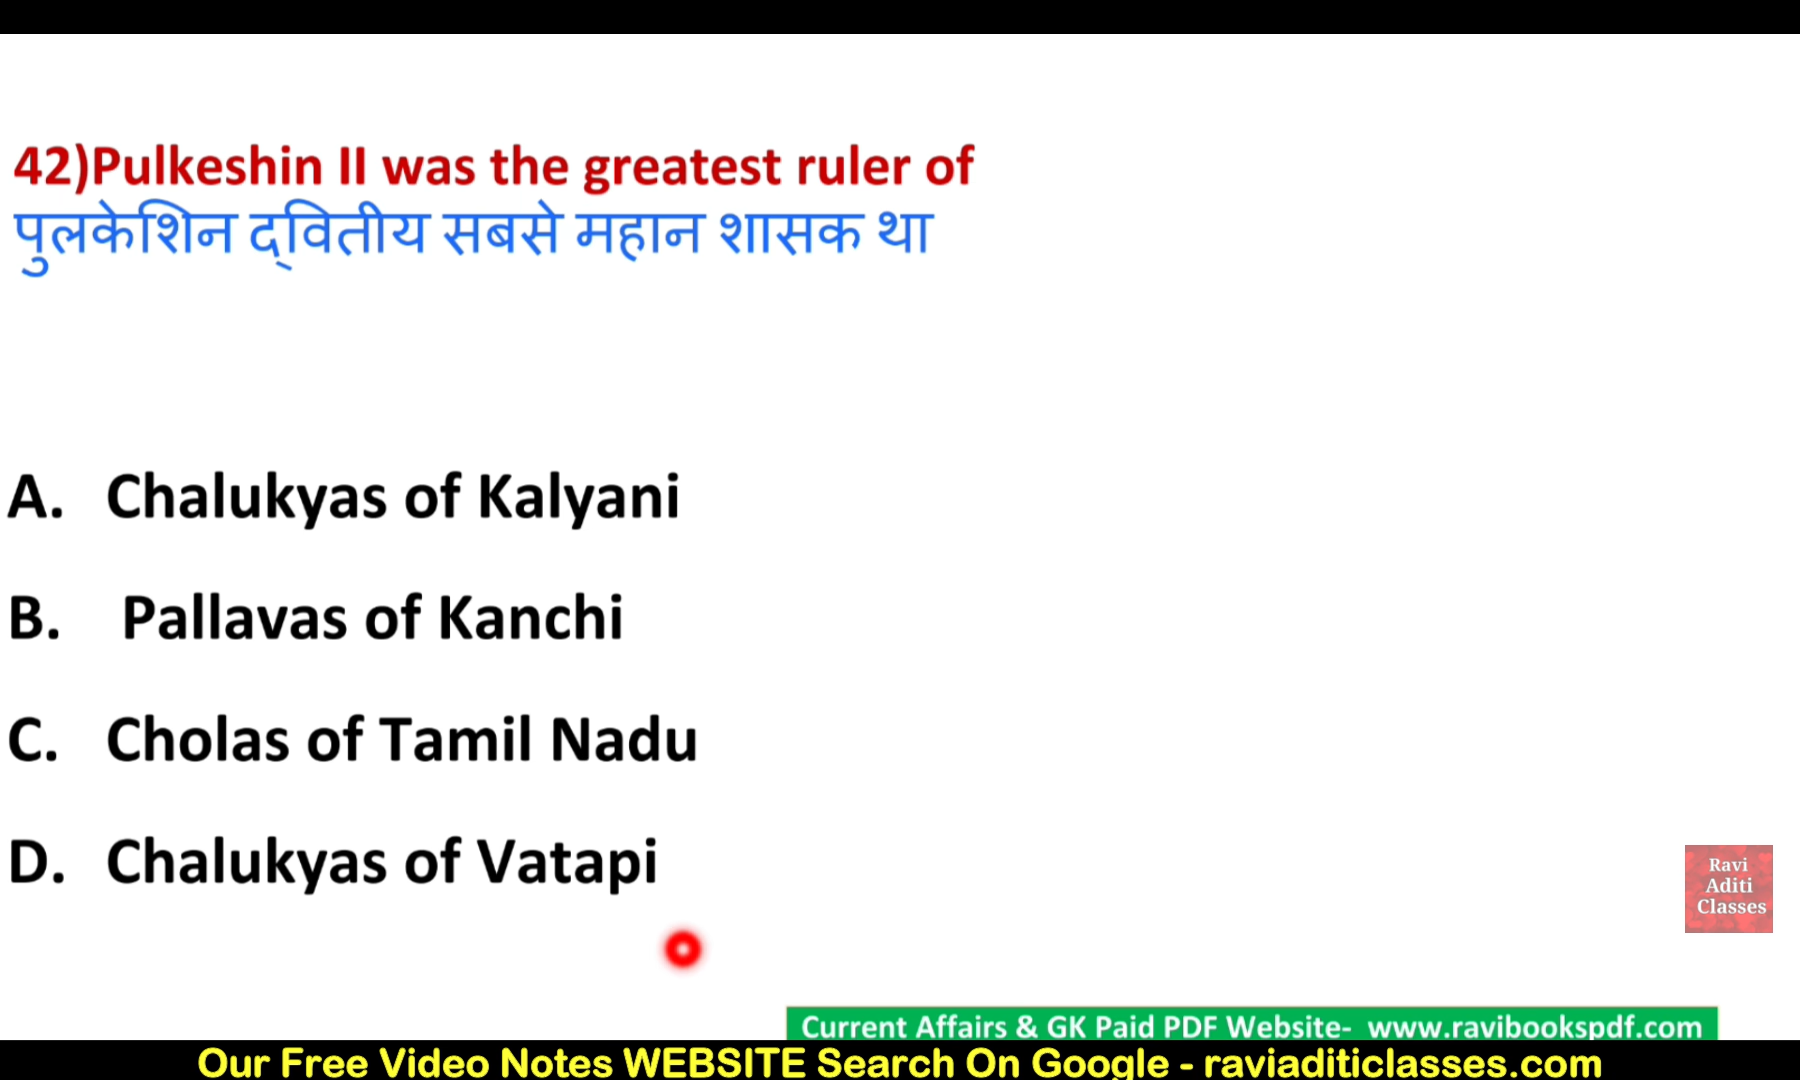 42)Pulkeshin II was the greatest ruler of
पुलकेशिन द्वितीय सबसे महान शासक था
A. Chalukyas of Kalyani
B. Pallavas of Kanchi
C. Cholas of Tamil Nadu
D. Chalukyas of Vatapi
Ravi
Aditi
Classes
Current Affairs & GK Paid PDF Website- www.ravibookspdf.com
Our Free Video Notes WEBSITE Search On Google - raviaditiclasses.com